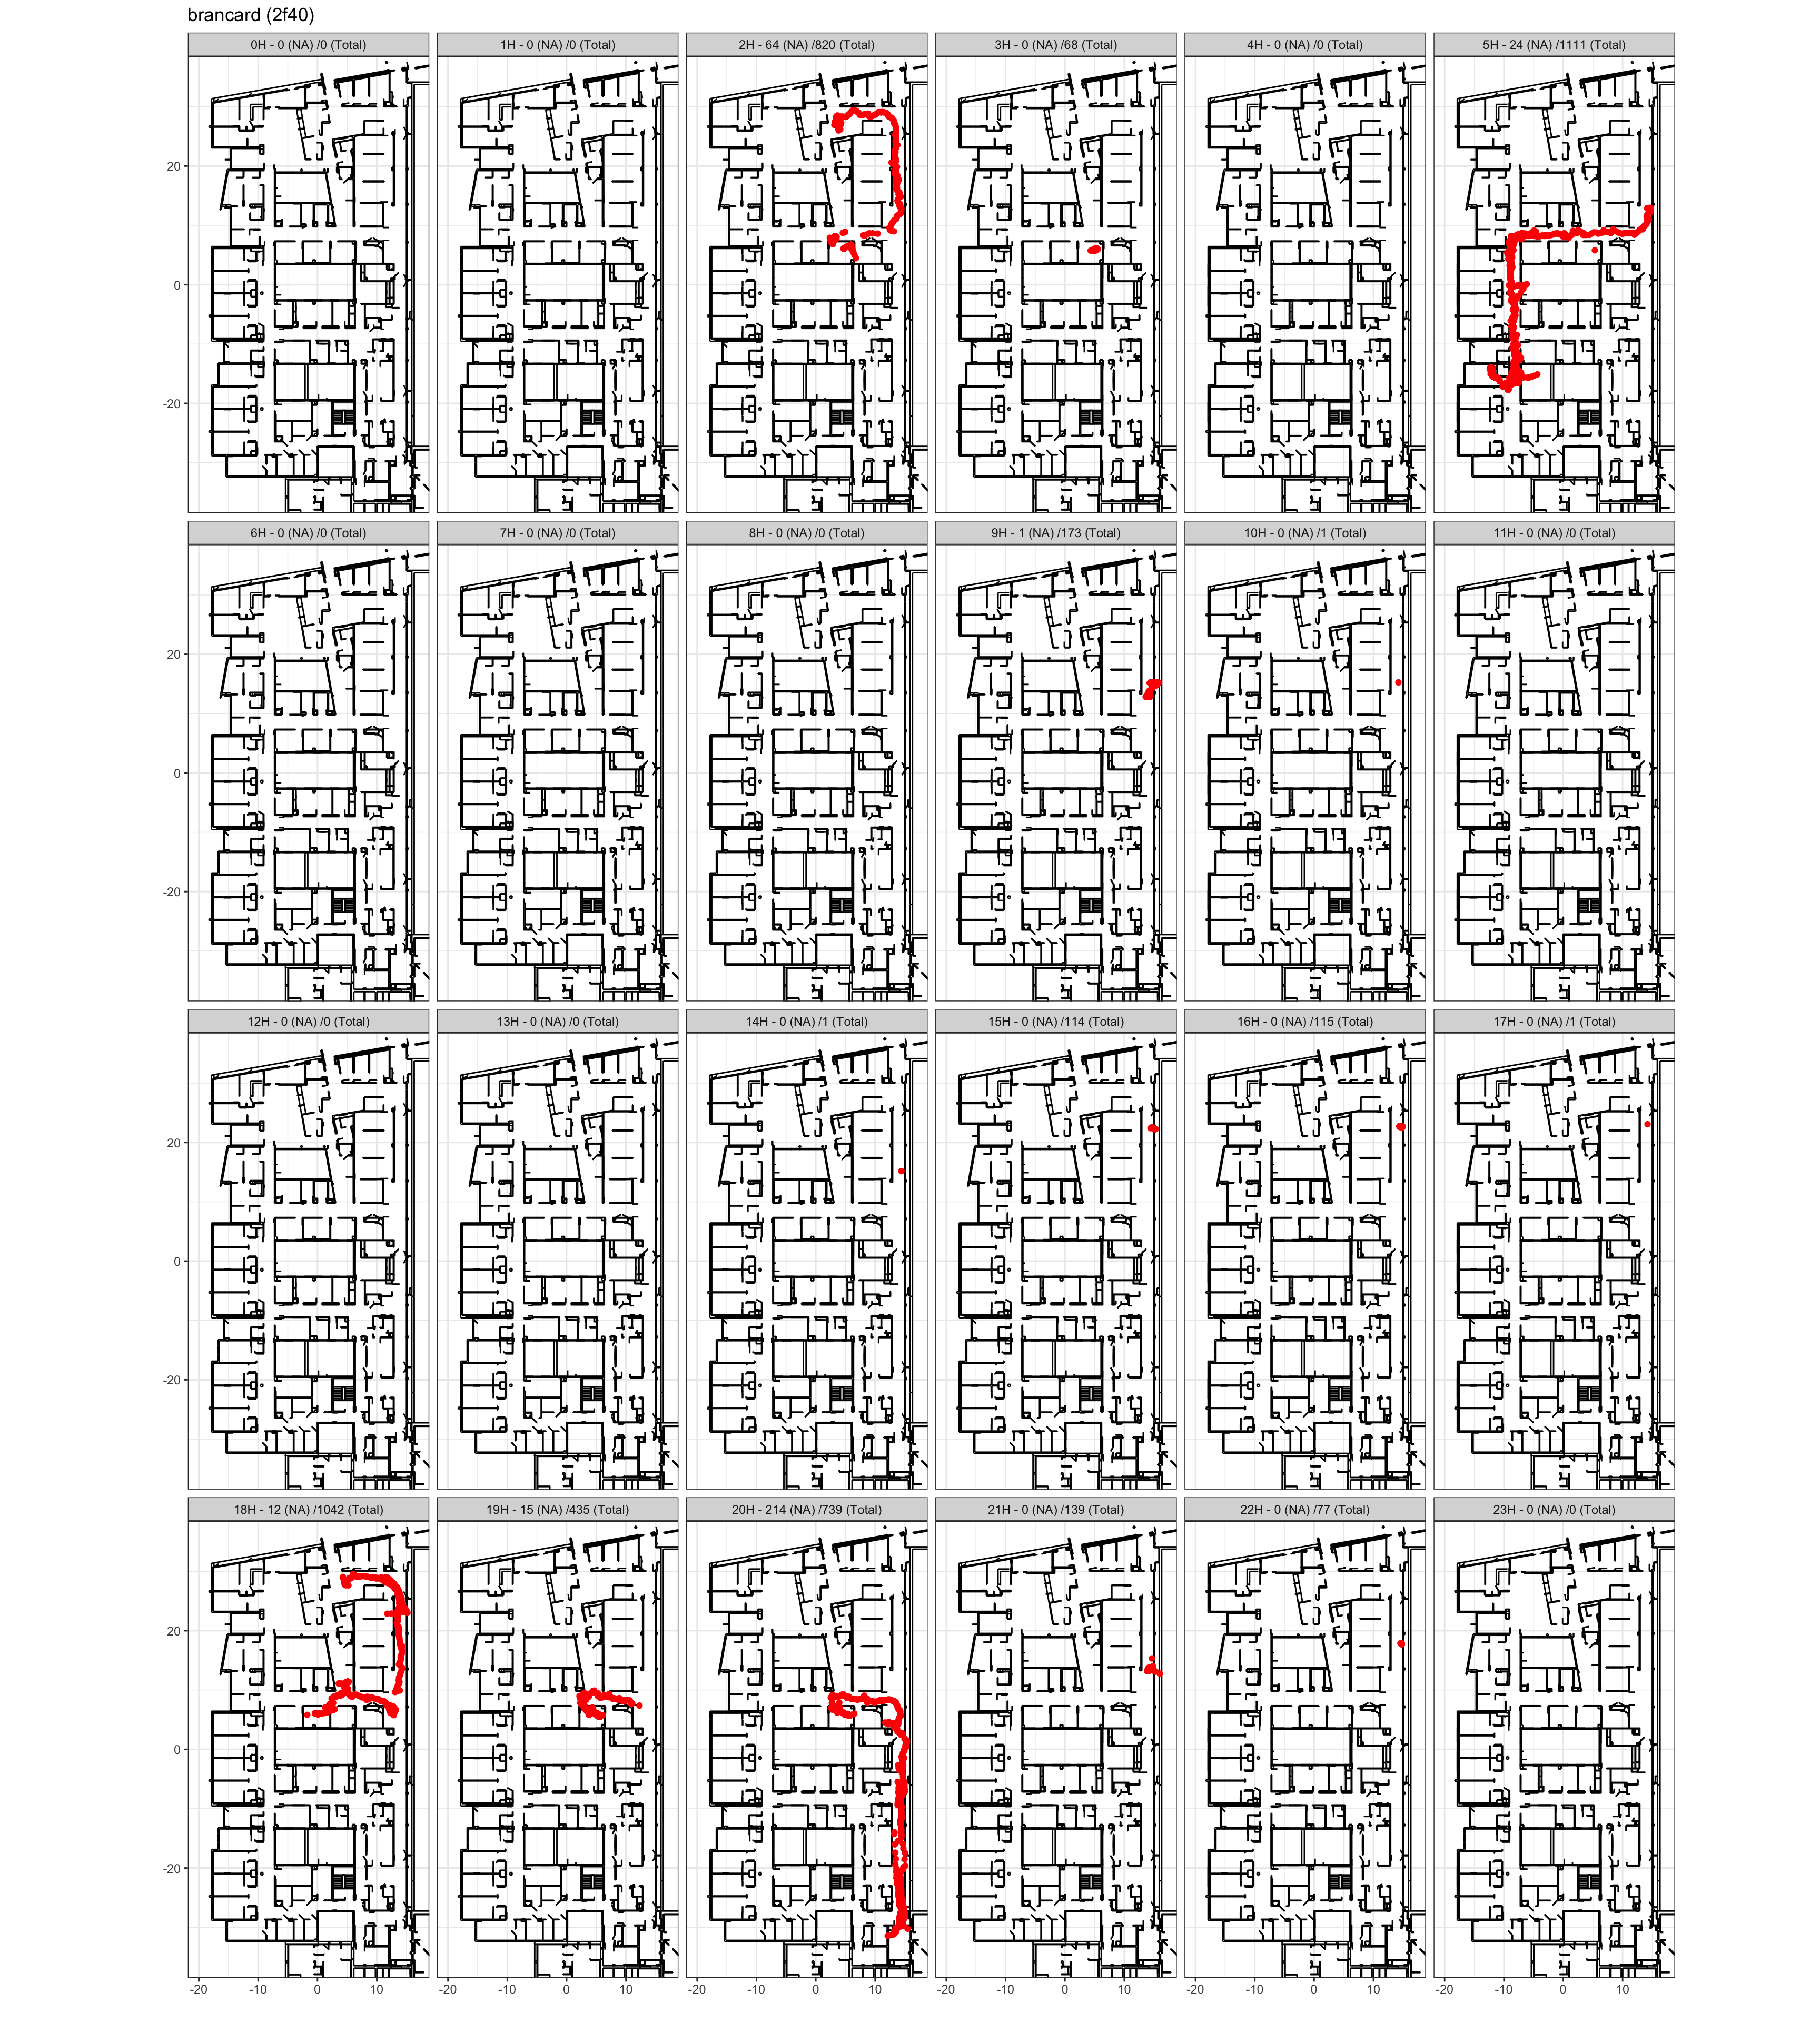 brancard (2f40)
0H - 0 (NA) /0 (Total)
1H - 0 (NA) /0 (Total)
2H - 64 (NA) /820 (Total)
3H - 0 (NA) /68 (Total)
4H - 0 (NA) /0 (Total)
5H - 24 (NA) /1111 (Total)
20
0
-20
6H - 0 (NA) /0 (Total)
7H - 0 (NA) /0 (Total)
8H - 0 (NA) /0 (Total)
9H - 1 (NA) /173 (Total)
10H - 0 (NA) /1 (Total)
11H - 0 (NA) /0 (Total)
20
0
-20
12H - 0 (NA) /0 (Total)
13H - 0 (NA) /0 (Total)
14H - 0 (NA) /1 (Total)
15H - 0 (NA) /114 (Total)
16H - 0 (NA) /115 (Total)
17H - 0 (NA) /1 (Total)
20
0
-20
18H - 12 (NA) /1042 (Total)
19H - 15 (NA) /435 (Total)
20H - 214 (NA) /739 (Total)
21H - 0 (NA) /139 (Total)
22H - 0 (NA) /77 (Total)
23H - 0 (NA) /0 (Total)
20
0
-20
-20 -10 0 10
-20 -10 0 10
-20 -10 0 10
-20 -10 0 10
-20 -10 0 10
-20 -10 0 10